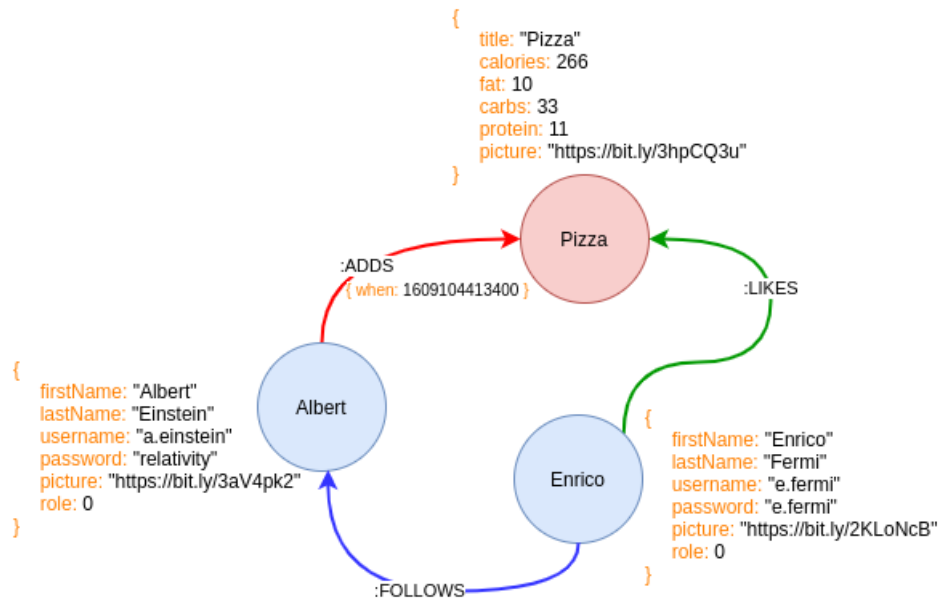 {
title: "Pizza"
calories: 266
fat: 10
carbs: 33
protein: 11
picture: "https://bit.ly/3hpCQ3u"
}
Pizza
:ADDS
{ when: 1609104413400 }
:LIKES
{
firstName: "Albert"
lastName: "Einstein"
username: "a.einstein"
password: "relativity"
picture: "https://bit.ly/3aV4pk2"
role: 0
}
Albert
Enrico
{
firstName: "Enrico"
lastName: "Fermi"
username: "e.fermi"
password: "e.fermi"
picture: "https://bit.ly/2KLoNcB"
role: 0
}
:FOLLOWS